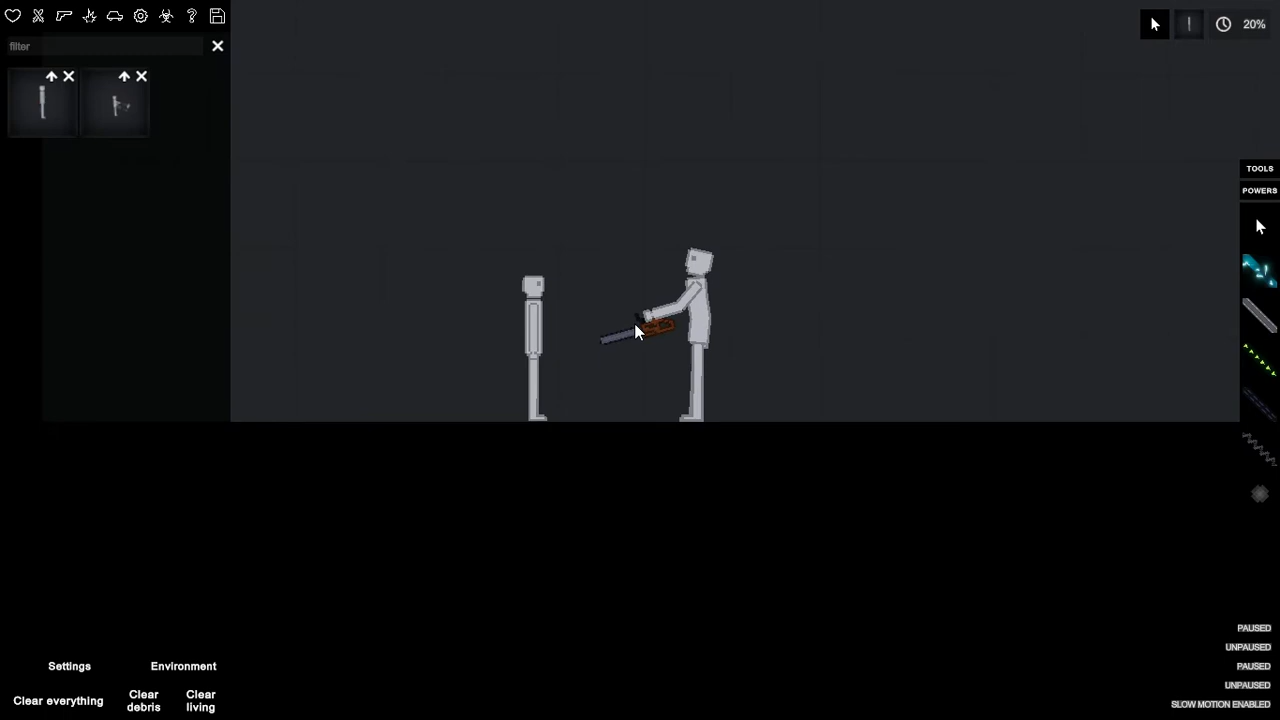 20%
filter
TOOLS
POWERS
PAUSED
UNPAUSED
PAUSED
UNPAUSED
SLOW MOTION ENABLED
Settings
Environment
Clear everything
Clear
debris
Clear
living